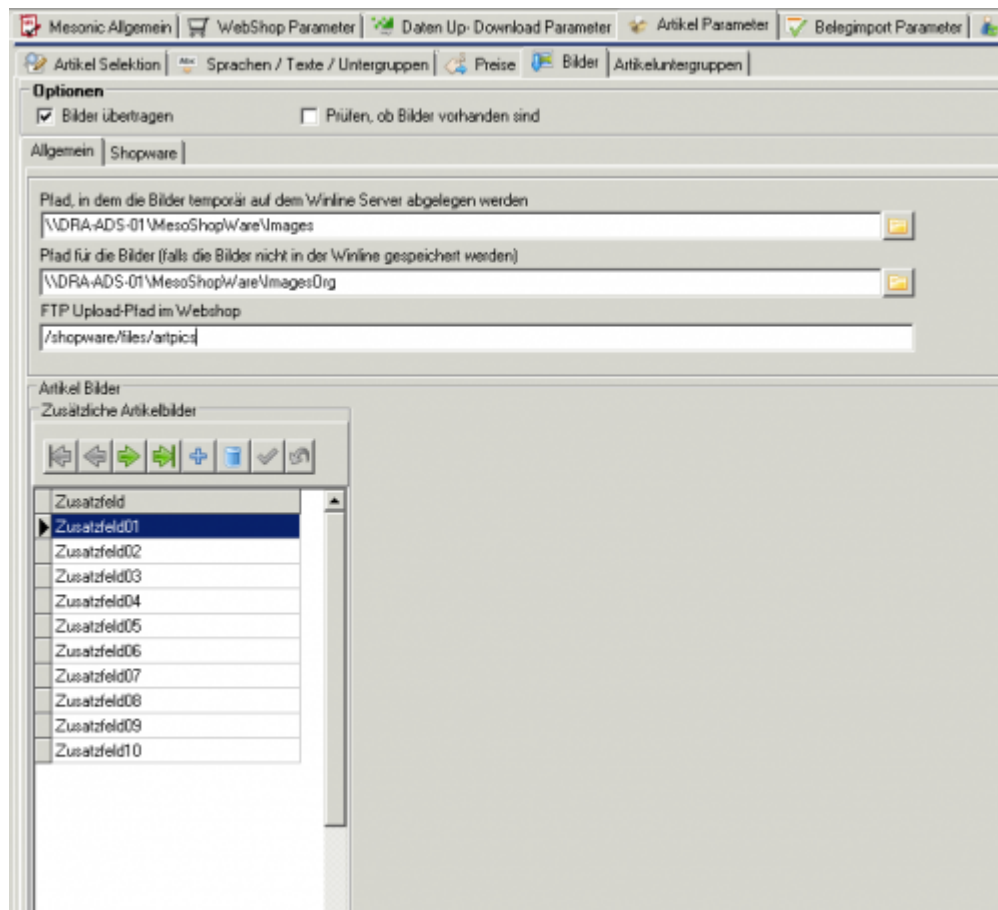 Mesonic Allgemein WebShop Parameter Daten Up- Download Parameter Artikel Parameter Belegimport Parameter
Artikel Selektion Abc Sprachen / Texte / Untergruppen Preise Bilder Artikeluntergruppen
Optionen
Bilder übertragen Prüfen, ob Bilder vorhanden sind
Allgemein Shopware
Pfad, in dem die Bilder temporär auf dem Winline Server abgelegen werden
\\DRA-ADS-01\MesoShopWare\Images
Pfad für die Bilder (falls die Bilder nicht in der Winline gespeichert werden)
\\DRA-ADS-01\MesoShopWare\ImagesOrg
FTP Upload-Pfad im Webshop
/shopware/files/artpics
Artikel Bilder
Zusätzliche Artikelbilder
Zusatzfeld
Zusatzfeld01
Zusatzfeld02
Zusatzfeld03
Zusatzfeld04
Zusatzfeld05
Zusatzfeld06
Zusatzfeld07
Zusatzfeld08
Zusatzfeld09
Zusatzfeld10